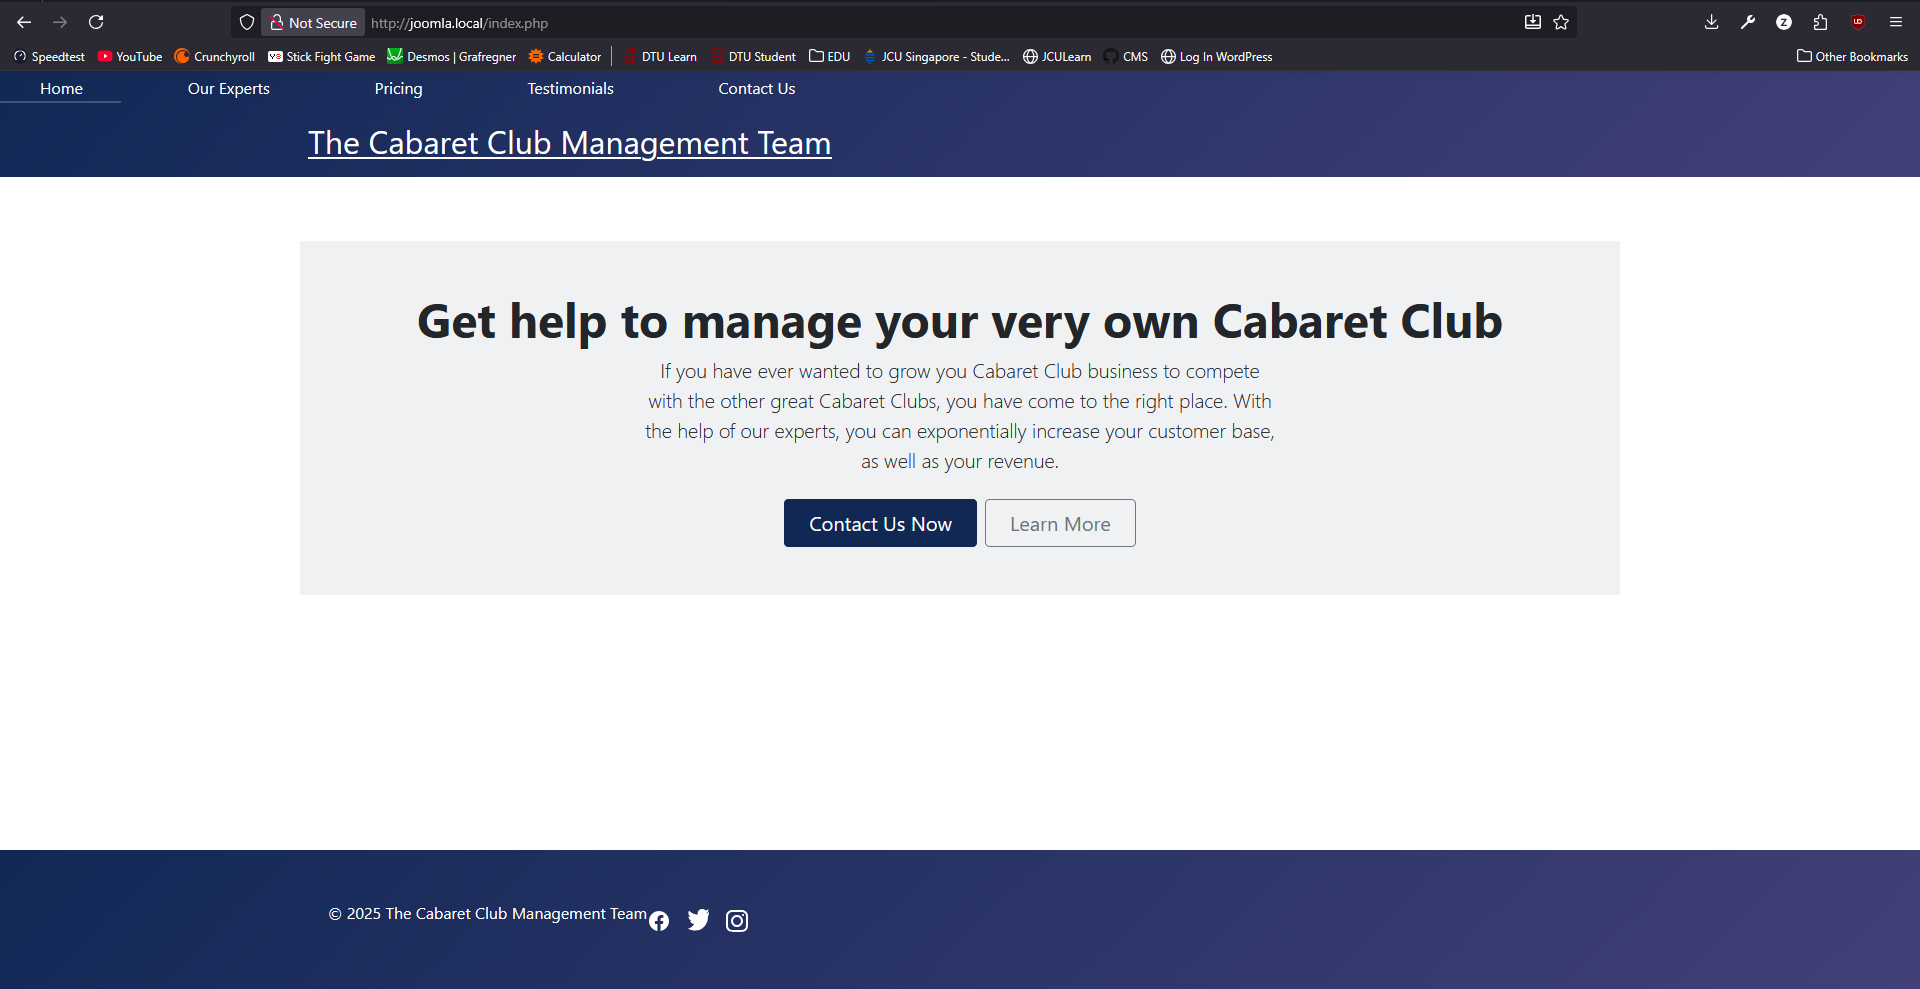 Not Secure http://joomla.local/index.php
Speedtest YouTube Crunchyroll Stick Fight Game Desmos | Grafregner Calculator DTU Learn DTU Student EDU JCU Singapore - Stude... JCULearn CMS Log In WordPress Other Bookmarks
Home Our Experts Pricing Testimonials Contact Us
The Cabaret Club Management Team
Get help to manage your very own Cabaret Club
If you have ever wanted to grow you Cabaret Club business to compete
with the other great Cabaret Clubs, you have come to the right place. With
the help of our experts, you can exponentially increase your customer base,
as well as your revenue.
Contact Us Now Learn More
© 2025 The Cabaret Club Management Team